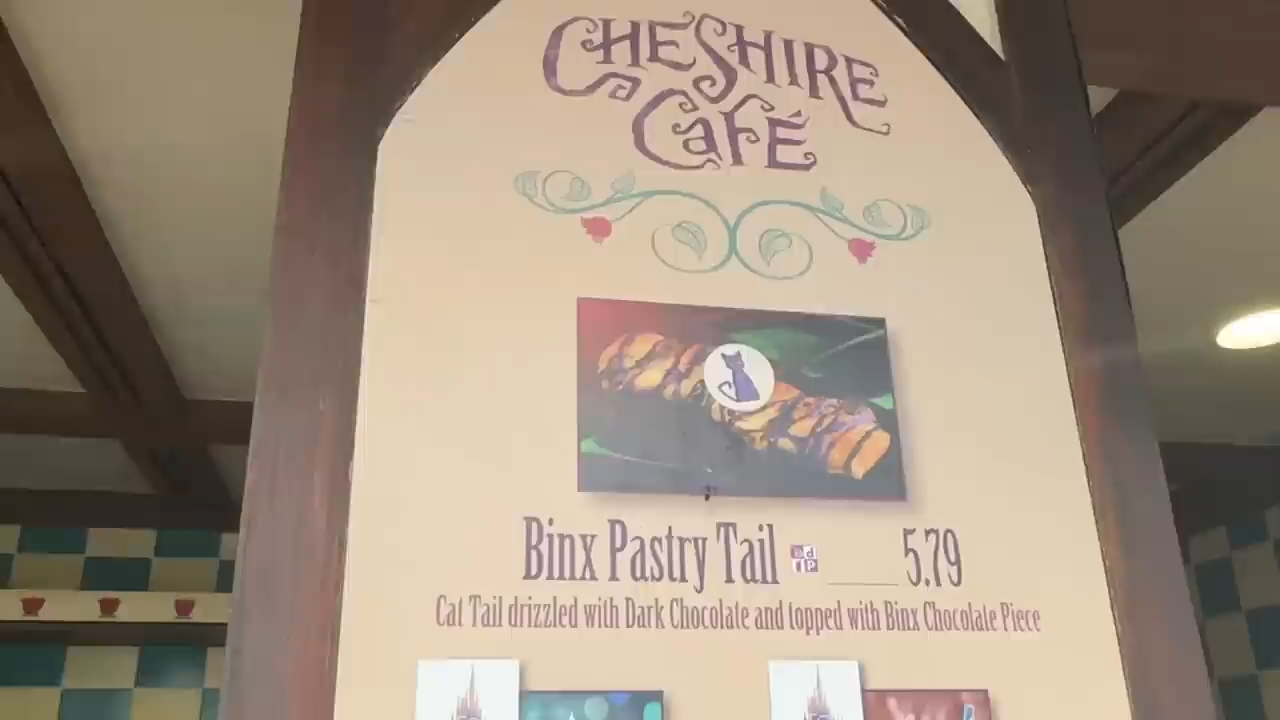 CHESHIRE
CaFÉ
Binx Pastry Tail 5.79
Cat Tail drizzled with Dark Chocolate and topped with Binx Chocolate Piece